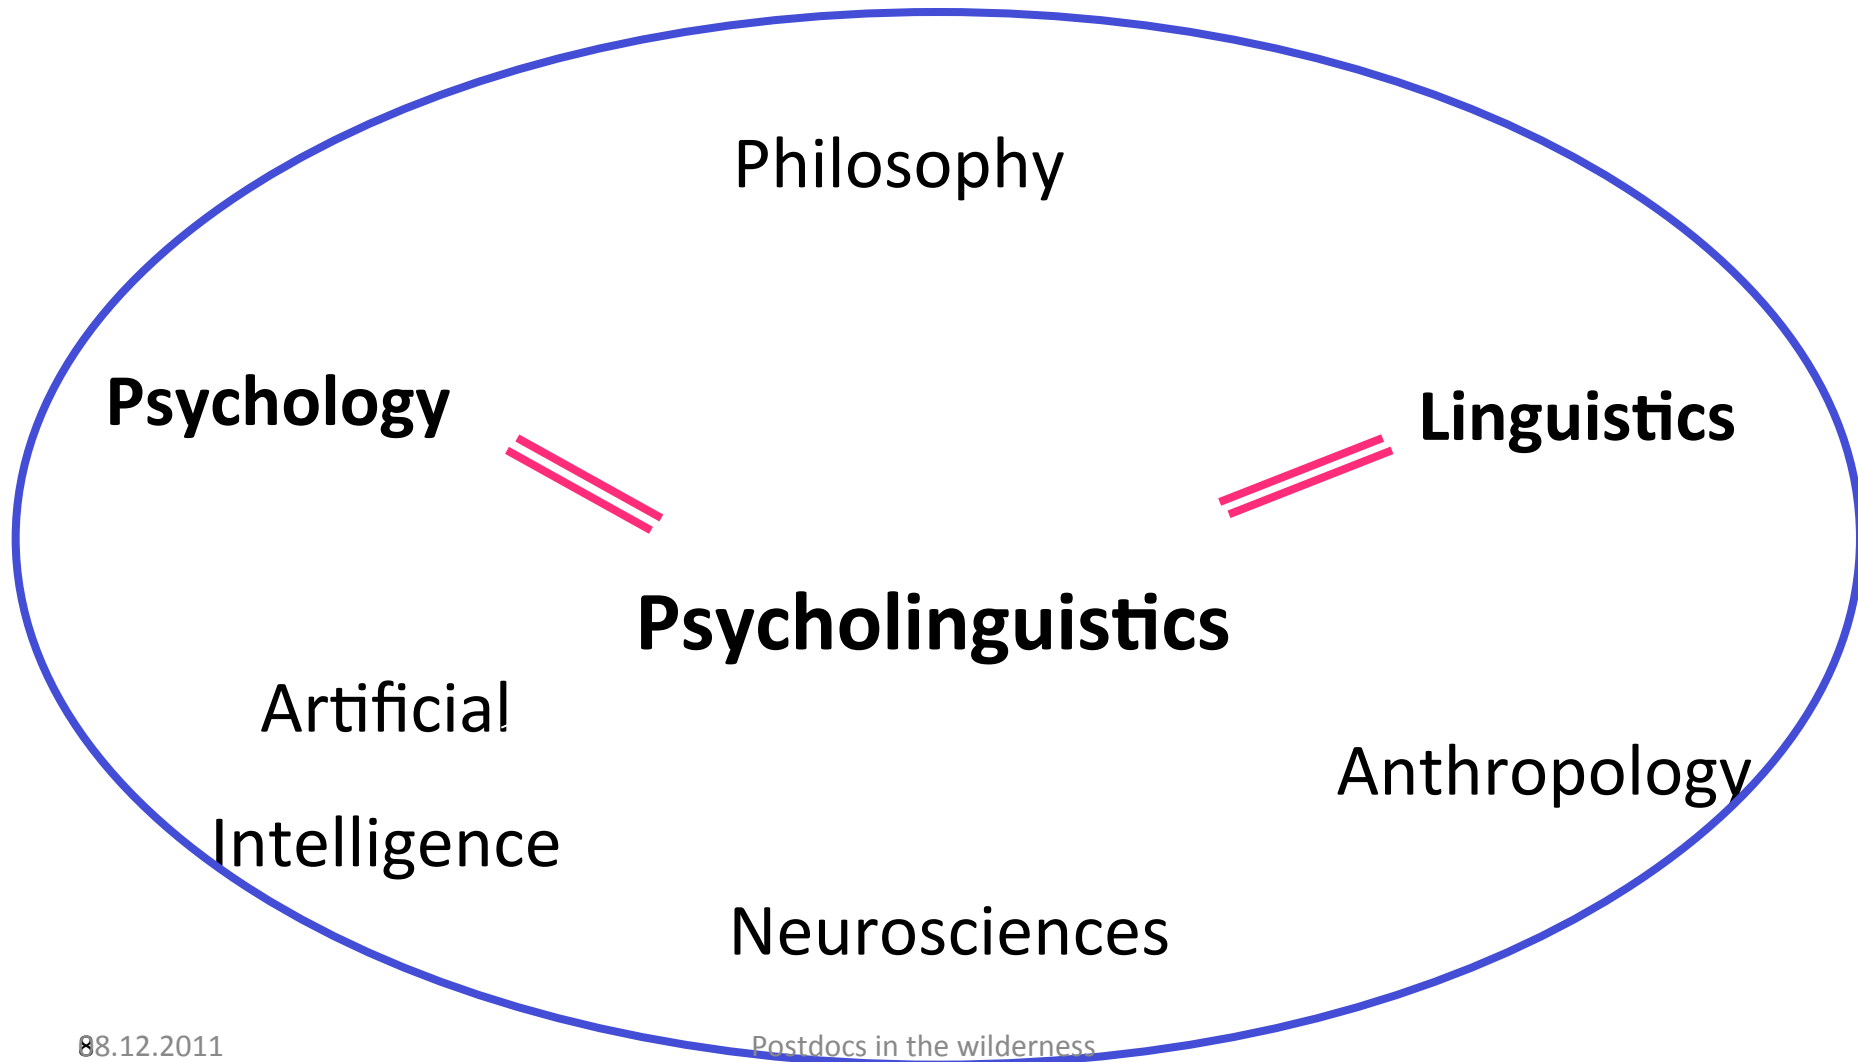 Philosophy
Psychology
Linguistics
Psycholinguistics
Artificial
Intelligence
Anthropology
Neurosciences
08.12.2011
Postdocs in the wilderness